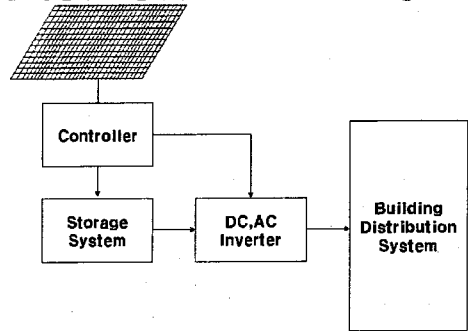 Controller
Storage
System
DC,AC
Inverter
Building
Distribution
System